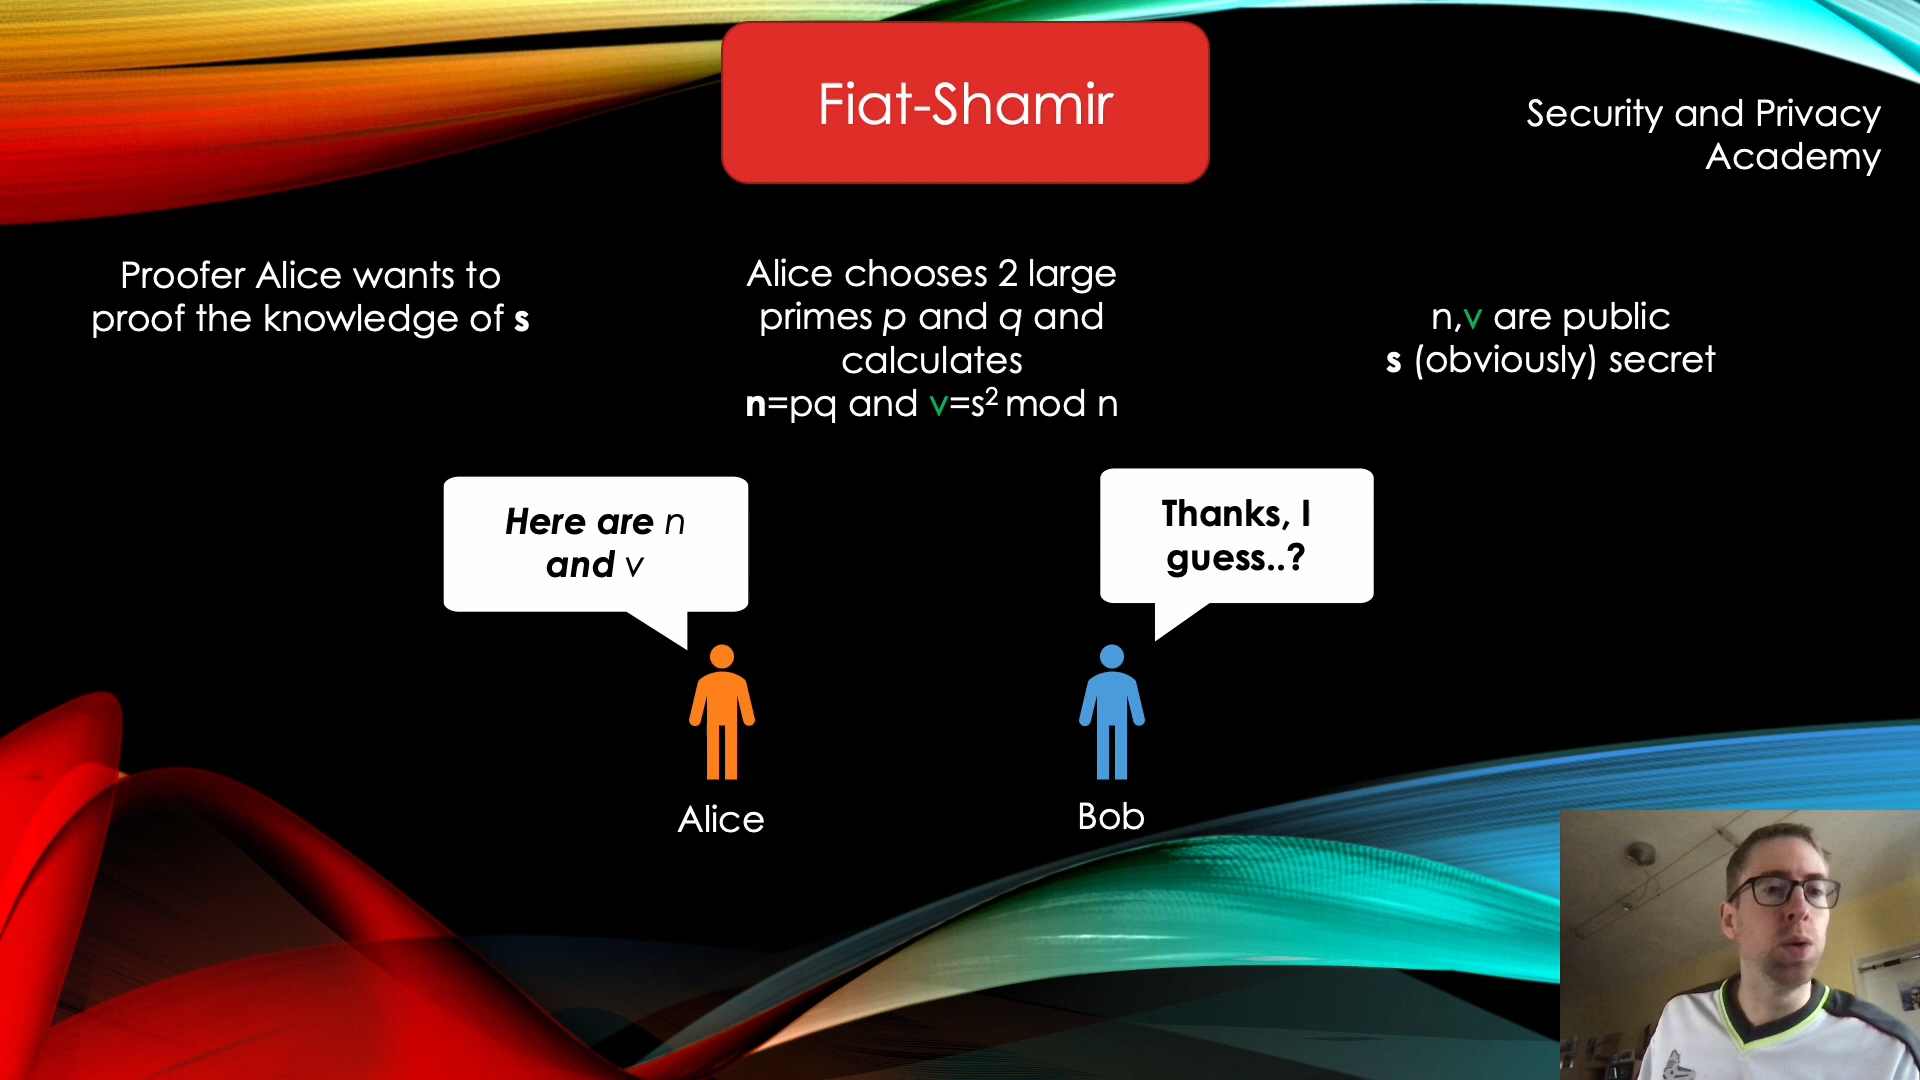 Fiat-Shamir
Security and Privacy
Academy
Proofer Alice wants to
proof the knowledge of s
Alice chooses 2 large
primes p and q and
calculates
n=pq and v=s² mod n
n,v are public
s (obviously) secret
Here are n
and v
Thanks, I
guess..?
Alice
Bob